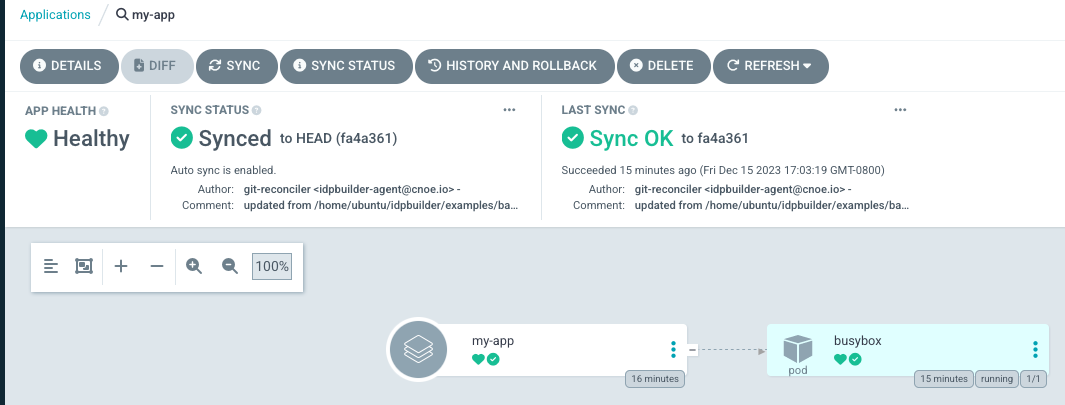 Applications / my-app
DETAILS DIFF SYNC SYNC STATUS HISTORY AND ROLLBACK DELETE REFRESH
APP HEALTH
Healthy
SYNC STATUS
Synced to HEAD (fa4a361)
Auto sync is enabled.
Author: git-reconciler <idpbuilder-agent@cnoe.io> -
Comment: updated from /home/ubuntu/idpbuilder/examples/ba...
LAST SYNC
Sync OK to fa4a361
Succeeded 15 minutes ago (Fri Dec 15 2023 17:03:19 GMT-0800)
Author: git-reconciler <idpbuilder-agent@cnoe.io> -
Comment: updated from /home/ubuntu/idpbuilder/examples/ba...
100%
my-app
16 minutes
busybox
pod
15 minutes running 1/1